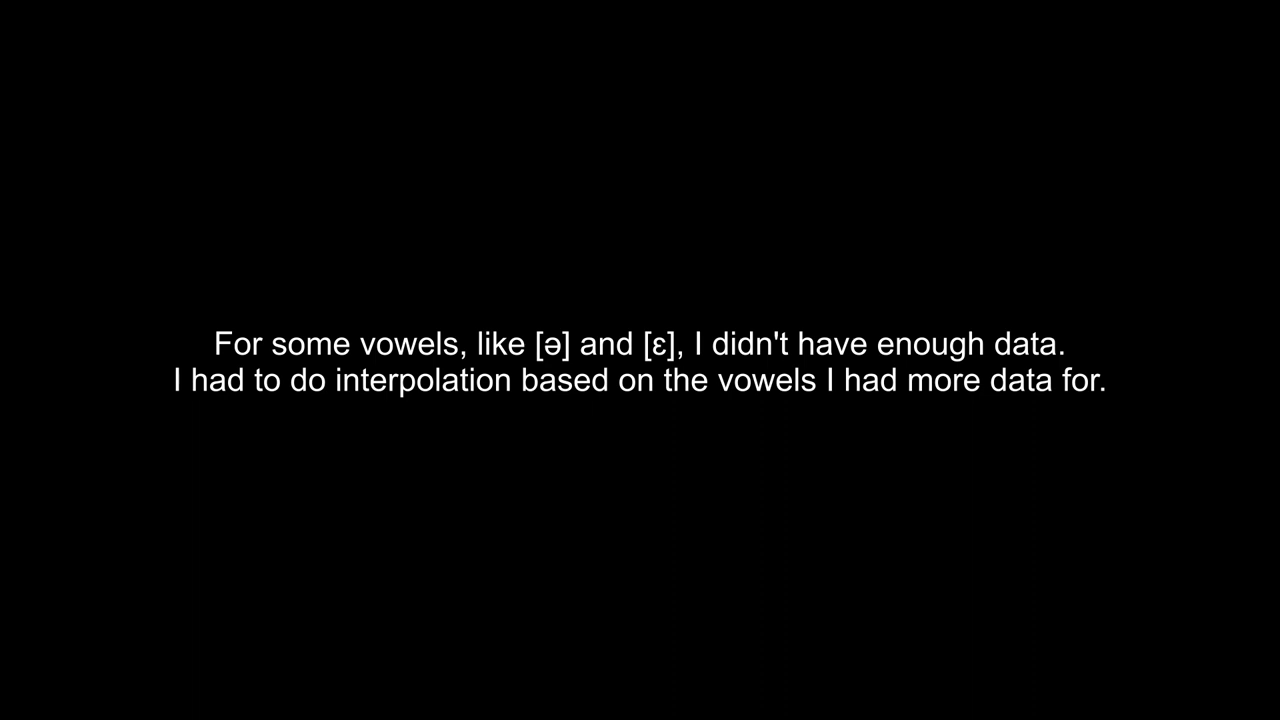 For some vowels, like [ə] and [ɛ], I didn't have enough data.
I had to do interpolation based on the vowels I had more data for.